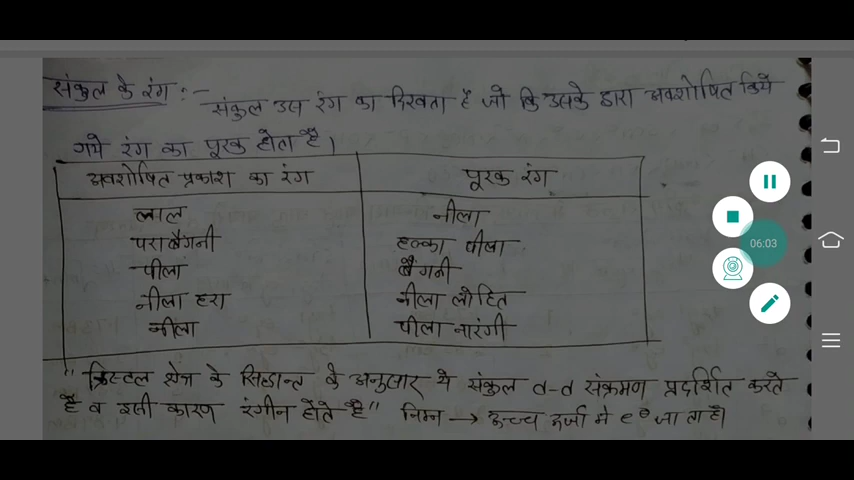 संकुल के रंग :-
संकुल उस रंग का दिखता है जो कि उसके द्वारा अवशोषित किये
गये रंग का पूरक होता है।
अवशोषित प्रकाश का रंग पूरक रंग
लाल नीला
पराबैगनी हल्का पीला
पीला बैंगनी
नीला हरा नीला लोहित
नीला पीला नारंगी
06:03
"क्रिस्टल क्षेत्र के सिद्धान्त के अनुसार ये संकुल d-d संक्रमण प्रदर्शित करते
है व इसी कारण रंगीन होते है" निम्न → उच्च ऊर्जा मे e⊖ जाता है।